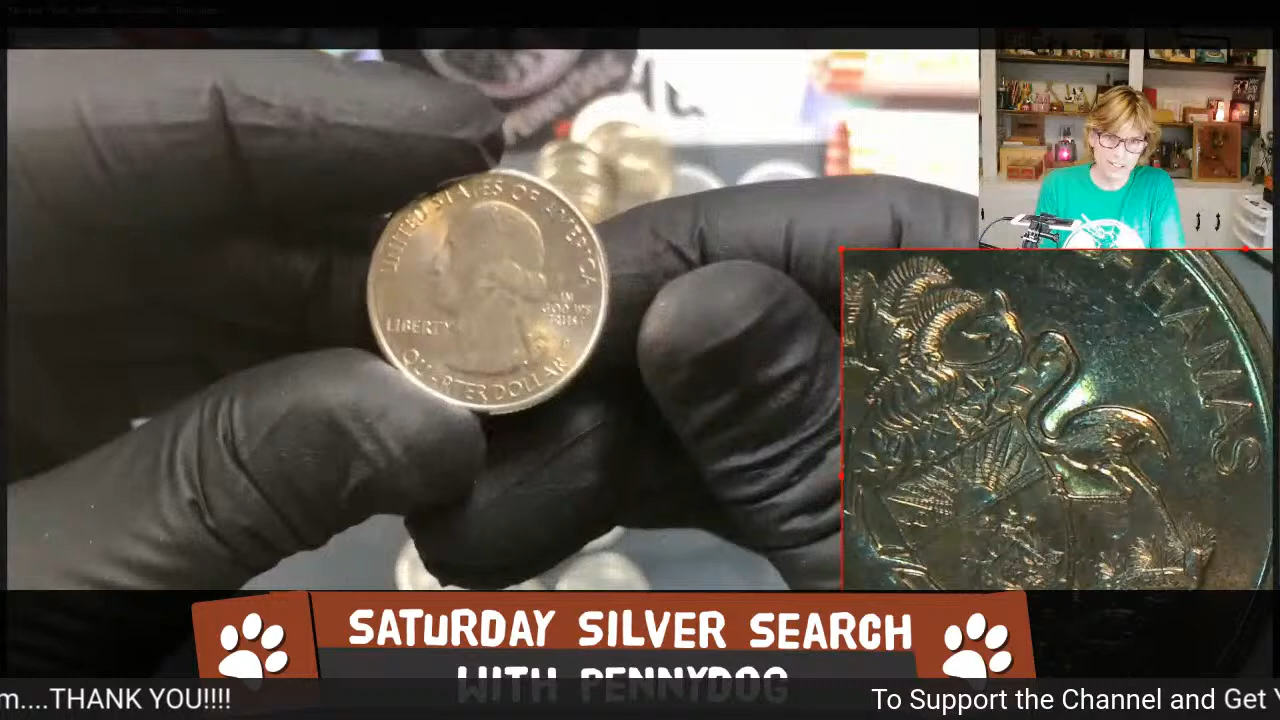 UNITED STATES OF AMERICA
LIBERTY
IN
GOD WE
TRUST
QUARTER DOLLAR
HAMAS
SATURDAY SILVER SEARCH
WITH PENNYDOG
m....THANK YOU!!!!
To Support the Channel and Get Y